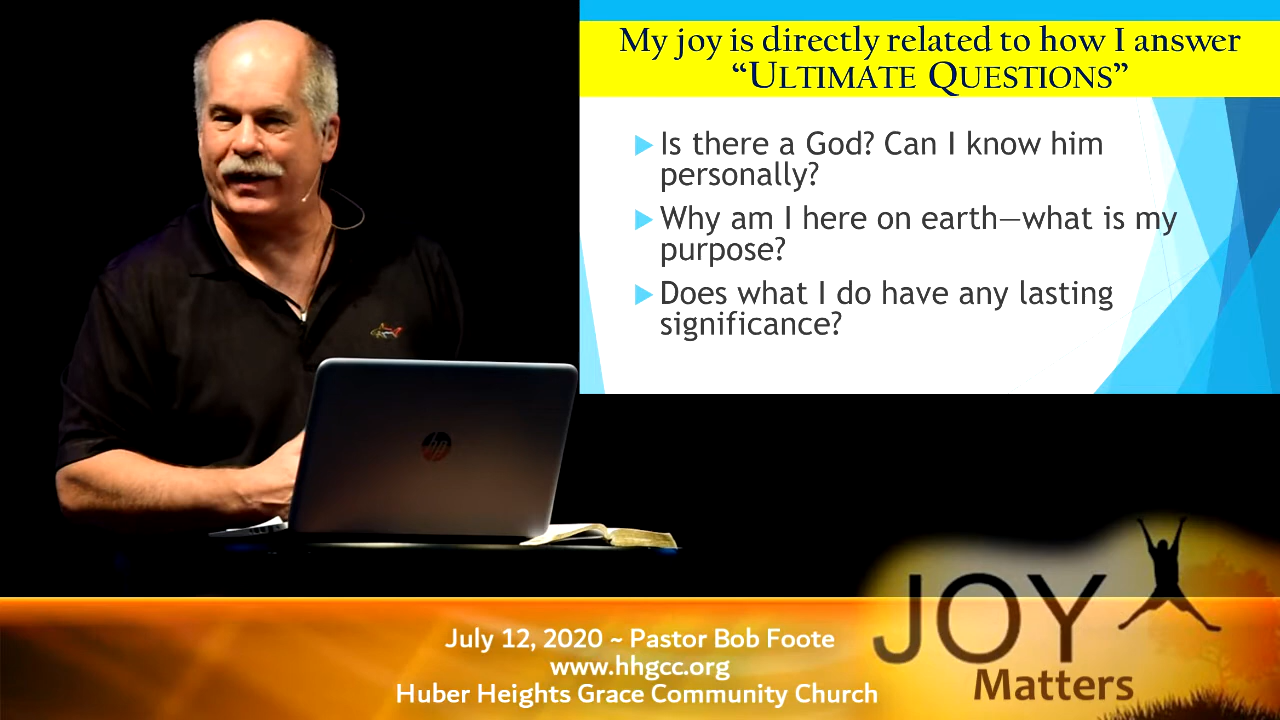 My joy is directly related to how I answer
“ULTIMATE QUESTIONS”
Is there a God? Can I know him
personally?
Why am I here on earth—what is my
purpose?
Does what I do have any lasting
significance?
hp
July 12, 2020 ~ Pastor Bob Foote
www.hhgcc.org
Huber Heights Grace Community Church
JOY
Matters